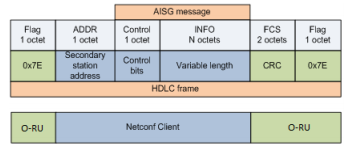 AISG message
Flag
1 octet
ADDR
1 octet
Control
1 octet
INFO
N octets
FCS
2 octets
Flag
1 octet
0x7E
Secondary
station
address
Control
bits
Variable length
CRC
0x7E
HDLC frame
O-RU
Netconf Client
O-RU